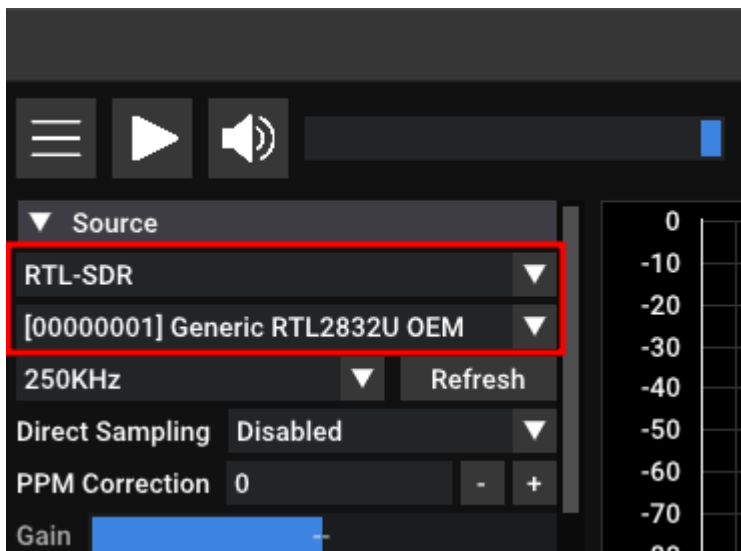 Source
RTL-SDR
[00000001] Generic RTL2832U OEM
250KHz Refresh
Direct Sampling Disabled
PPM Correction 0 - +
Gain --
0
-10
-20
-30
-40
-50
-60
-70